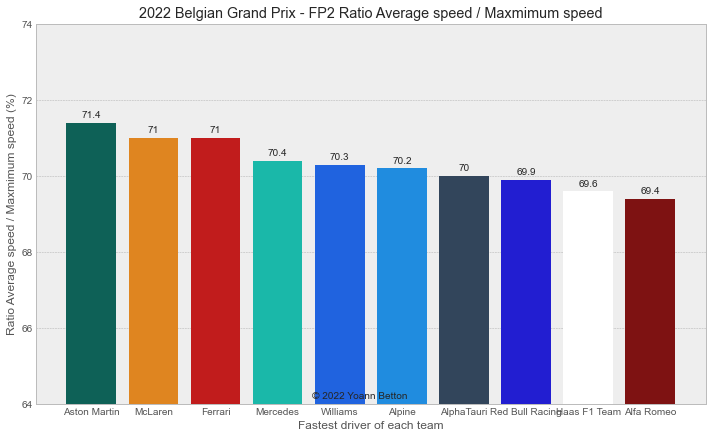 2022 Belgian Grand Prix - FP2 Ratio Average speed / Maxmimum speed
Ratio Average speed / Maxmimum speed (%)
74
72
70
68
66
64
71.4
71
71
70.4
70.3
70.2
70
69.9
69.6
69.4
© 2022 Yoann Betton
Aston Martin
McLaren
Ferrari
Mercedes
Williams
Alpine
AlphaTauri
Red Bull Racing
Haas F1 Team
Alfa Romeo
Fastest driver of each team